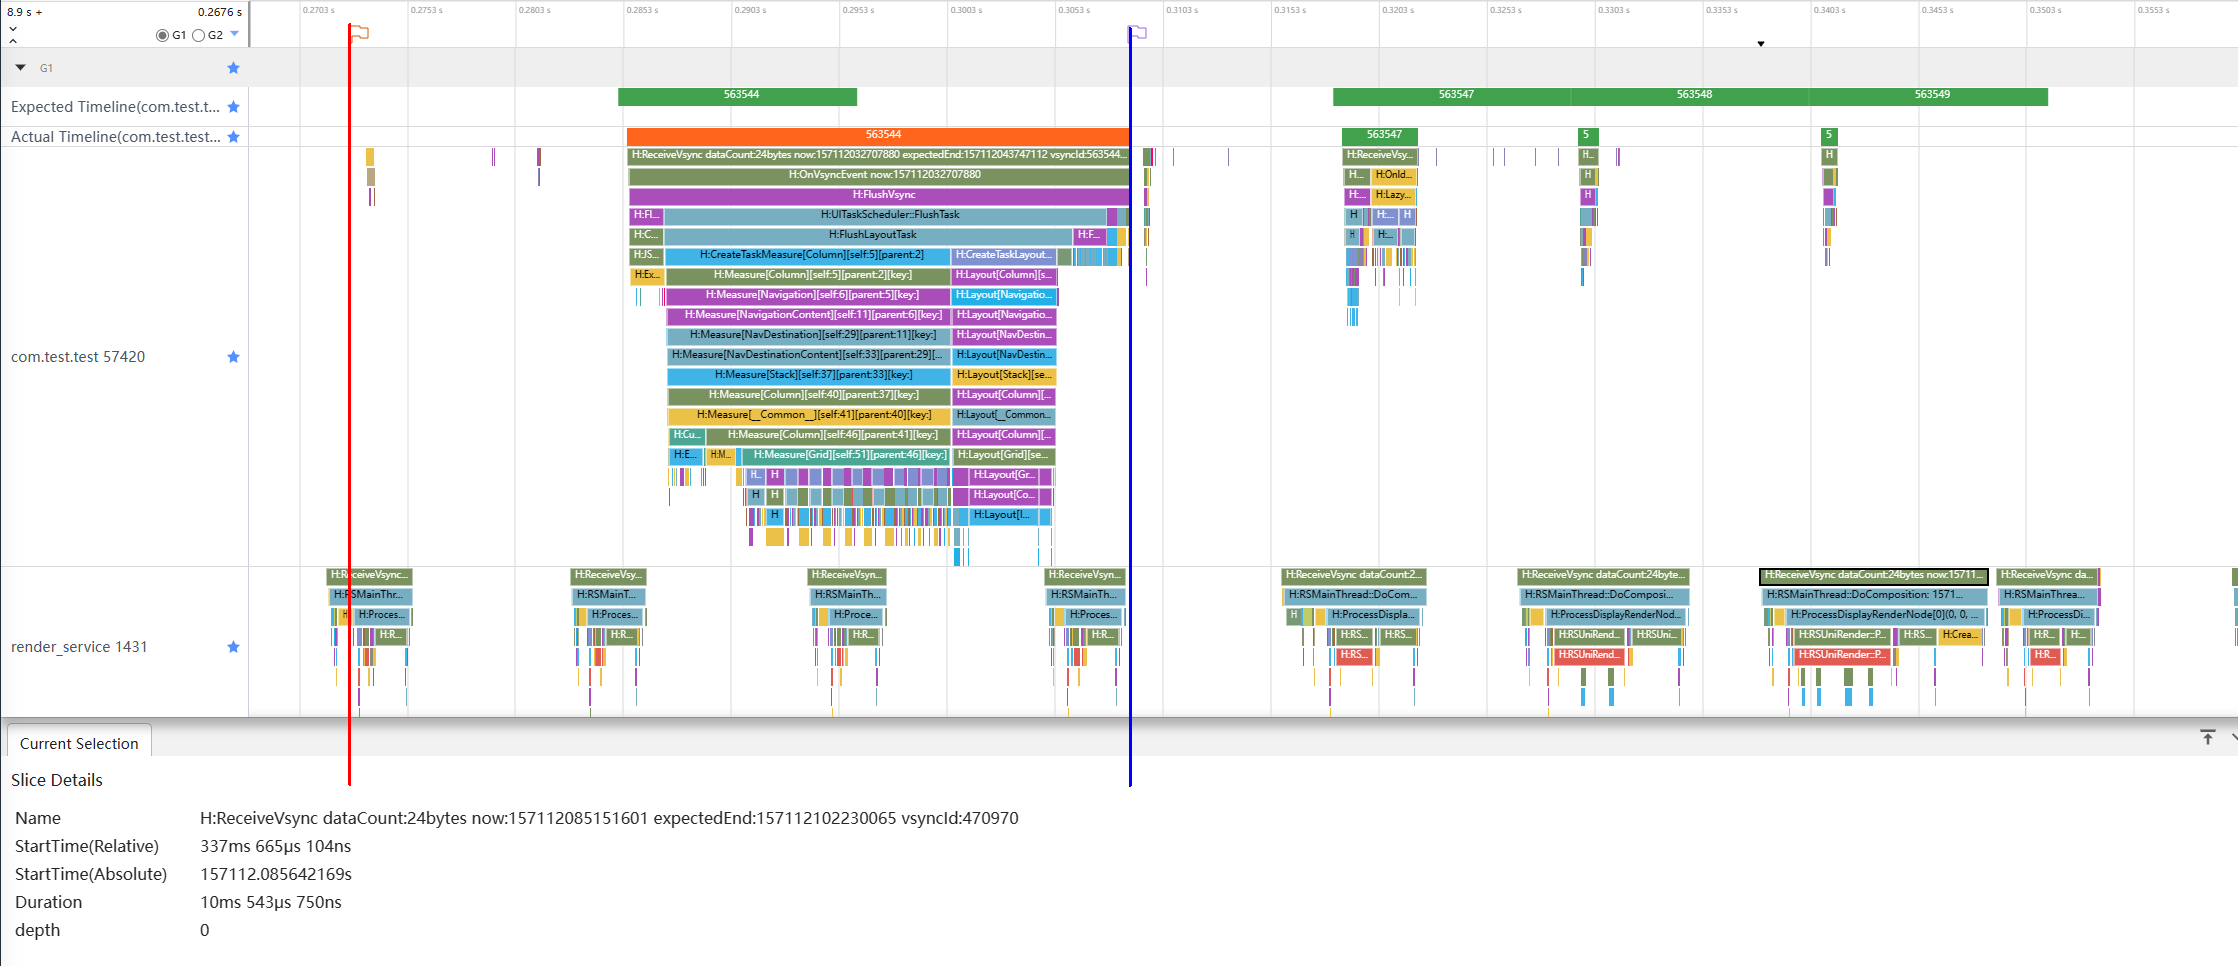 8.9 s +
0.2676 s
0.2703 s
0.2753 s
0.2803 s
0.2853 s
0.2903 s
0.2953 s
0.3003 s
0.3053 s
0.3103 s
0.3153 s
0.3203 s
0.3253 s
0.3303 s
0.3353 s
0.3403 s
0.3453 s
0.3503 s
0.3553 s
G1 G2
G1
Expected Timeline(com.test.t...
563544
563547
563548
563549
Actual Timeline(com.test.test...
563544
563547
5
5
com.test.test 57420
H:ReceiveVsync dataCount:24bytes now:157112032707880 expectedEnd:157112043747112 vsyncId:563544...
H:ReceiveVsy...
H...
H
H:OnVsyncEvent now:157112032707880
H...
H:OnId...
H
H:FlushVsync
H:...
H:Lazy...
H
H:Fl...
H:UITaskScheduler::FlushTask
H
H:...
H
H:C...
H:FlushLayoutTask
H:F...
H
H:...
H:JS...
H:CreateTaskMeasure[Column][self:5][parent:2]
H:CreateTaskLayout...
H:Ex...
H:Measure[Column][self:5][parent:2][key:]
H:Layout[Column][s...
H:Measure[Navigation][self:6][parent:5][key:]
H:Layout[Navigatio...
H:Measure[NavigationContent][self:11][parent:6][key:]
H:Layout[Navigatio...
H:Measure[NavDestination][self:29][parent:11][key:]
H:Layout[NavDestin...
H:Measure[NavDestinationContent][self:33][parent:29][...
H:Layout[NavDestin...
H:Measure[Stack][self:37][parent:33][key:]
H:Layout[Stack][se...
H:Measure[Column][self:40][parent:37][key:]
H:Layout[Column][...
H:Measure[__Common__][self:41][parent:40][key:]
H:Layout[__Common...
H:Cu...
H:Measure[Column][self:46][parent:41][key:]
H:Layout[Column][...
H:E...
H:M...
H:Measure[Grid][self:51][parent:46][key:]
H:Layout[Grid][se...
H...
H
H:Layout[Gr...
H
H
H:Layout[Co...
H
H:Layout[I...
render_service 1431
H:ReceiveVsync...
H:ReceiveVsy...
H:ReceiveVsyn...
H:ReceiveVsyn...
H:ReceiveVsync dataCount:2...
H:ReceiveVsync dataCount:24byte...
H:ReceiveVsync dataCount:24bytes now:15711...
H:ReceiveVsync da...
H:RSMainThr...
H:RSMainT...
H:RSMainTh...
H:RSMainTh...
H:RSMainThread::DoCom...
H:RSMainThread::DoComposi...
H:RSMainThread::DoComposition: 1571...
H:RSMainThrea...
H
H:Proces...
H:Proces...
H:Proce...
H:Proces...
H
H:ProcessDispla...
H:ProcessDisplayRenderNod...
H:ProcessDisplayRenderNode[0](0, 0, ...
H:ProcessDi...
H:R...
H:R...
H:R...
H:R...
H:RS...
H:RS...
H:RSUniRend...
H:RSUni...
H:RSUniRender::P...
H:RS...
H:Crea...
H:R...
H:...
H:RS...
H:RSUniRend...
H:RSUniRender::P...
H:R...
Current Selection
Slice Details
Name H:ReceiveVsync dataCount:24bytes now:157112085151601 expectedEnd:157112102230065 vsyncId:470970
StartTime(Relative) 337ms 665μs 104ns
StartTime(Absolute) 157112.085642169s
Duration 10ms 543μs 750ns
depth 0